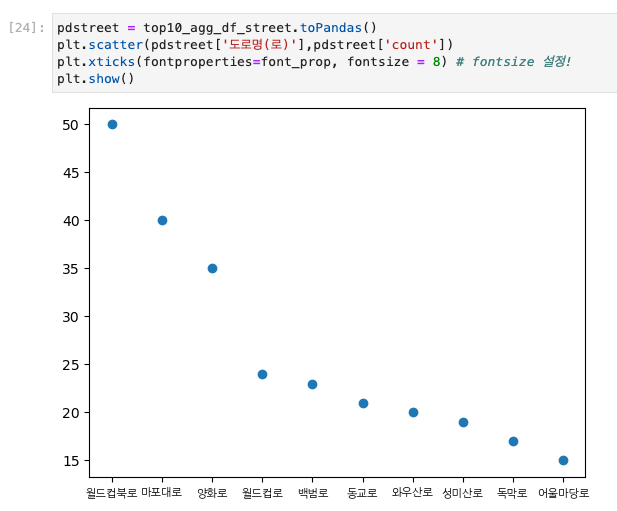 [24]: pdstreet = top10_agg_df_street.toPandas()
plt.scatter(pdstreet['도로명(로)'],pdstreet['count'])
plt.xticks(fontproperties=font_prop, fontsize = 8) # fontsize 설정!
plt.show()
50
45
40
35
30
25
20
15
월드컵북로 마포대로 양화로 월드컵로 백범로 동교로 와우산로 성미산로 독막로 어울마당로